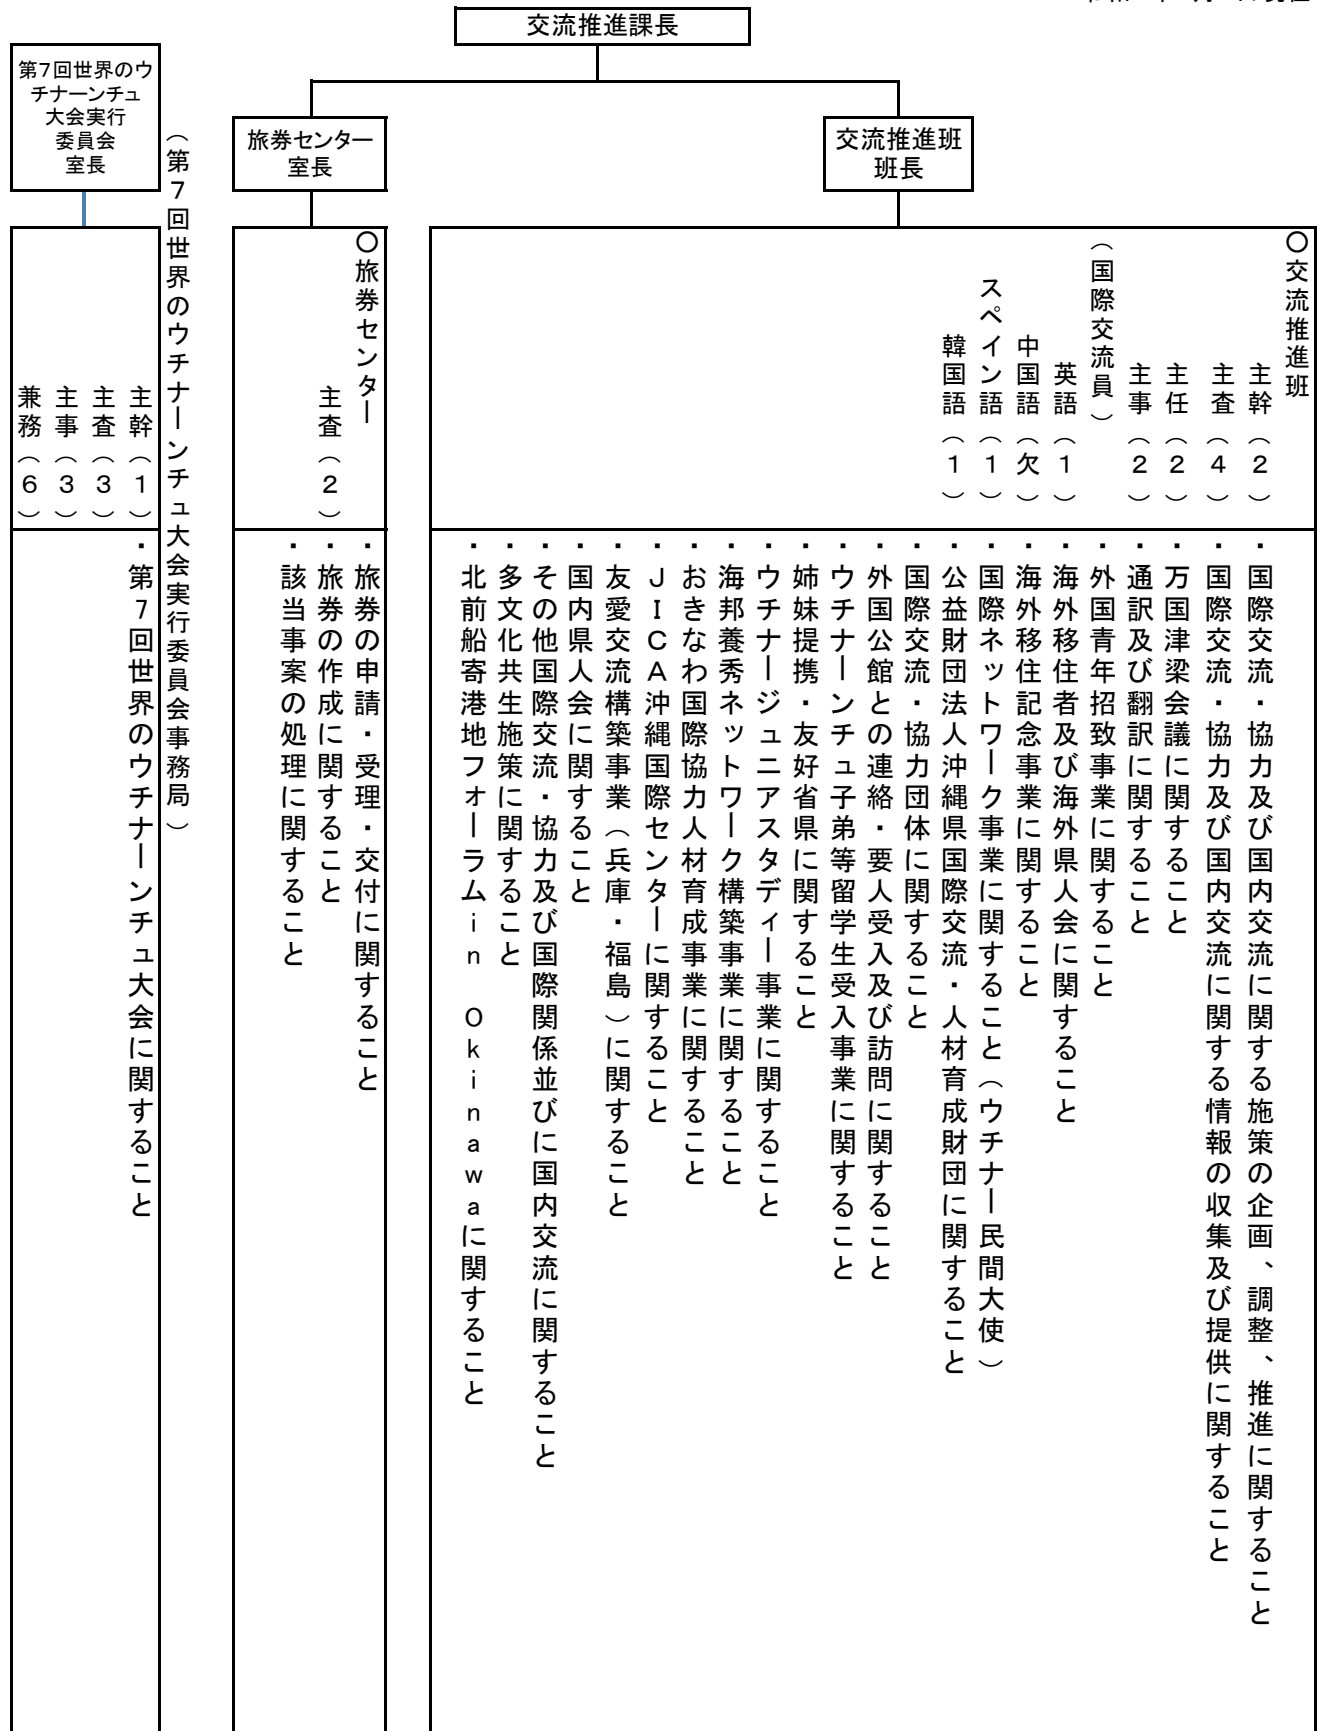 交流推進課長
第7回世界のウ
チナーンチュ
大会実行
委員会
室長
旅券センター
室長
交流推進班
班長
○交流推進班
主幹（2）
主査（4）
主任（2）
主事（2）
（国際交流員）
英語（1）
中国語（欠）
スペイン語（1）
韓国語（1）
・国際交流・協力及び国内交流に関する施策の企画、調整、推進に関すること
・国際交流・協力及び国内交流に関する情報の収集及び提供に関すること
・万国津梁会議に関すること
・通訳及び翻訳に関すること
・外国青年招致事業に関すること
・海外移住者及び海外県人会に関すること
・海外移住記念事業に関すること
・国際ネットワーク事業に関すること（ウチナー民間大使）
・公益財団法人沖縄県国際交流・人材育成財団に関すること
・国際交流・協力団体に関すること
・外国公館との連絡・要人受入及び訪問に関すること
・ウチナーンチュ子弟等留学生受入事業に関すること
・姉妹提携・友好省県に関すること
・ウチナージュニアスタディー事業に関すること
・海邦養秀ネットワーク構築事業に関すること
・おきなわ国際協力人材育成事業に関すること
・JICA沖縄国際センターに関すること
・友愛交流構築事業（兵庫・福島）に関すること
・国内県人会に関すること
・その他国際交流・協力及び国際関係並びに国内交流に関すること
・多文化共生施策に関すること
・北前船寄港地フォーラムin Okinawaに関すること
○旅券センター
主査（2）
・旅券の申請・受理・交付に関すること
・旅券の作成に関すること
・該当事案の処理に関すること
（第7回世界のウチナーンチュ大会実行委員会事務局）
主幹（1）
主査（3）
主事（3）
兼務（6）
・第7回世界のウチナーンチュ大会に関すること